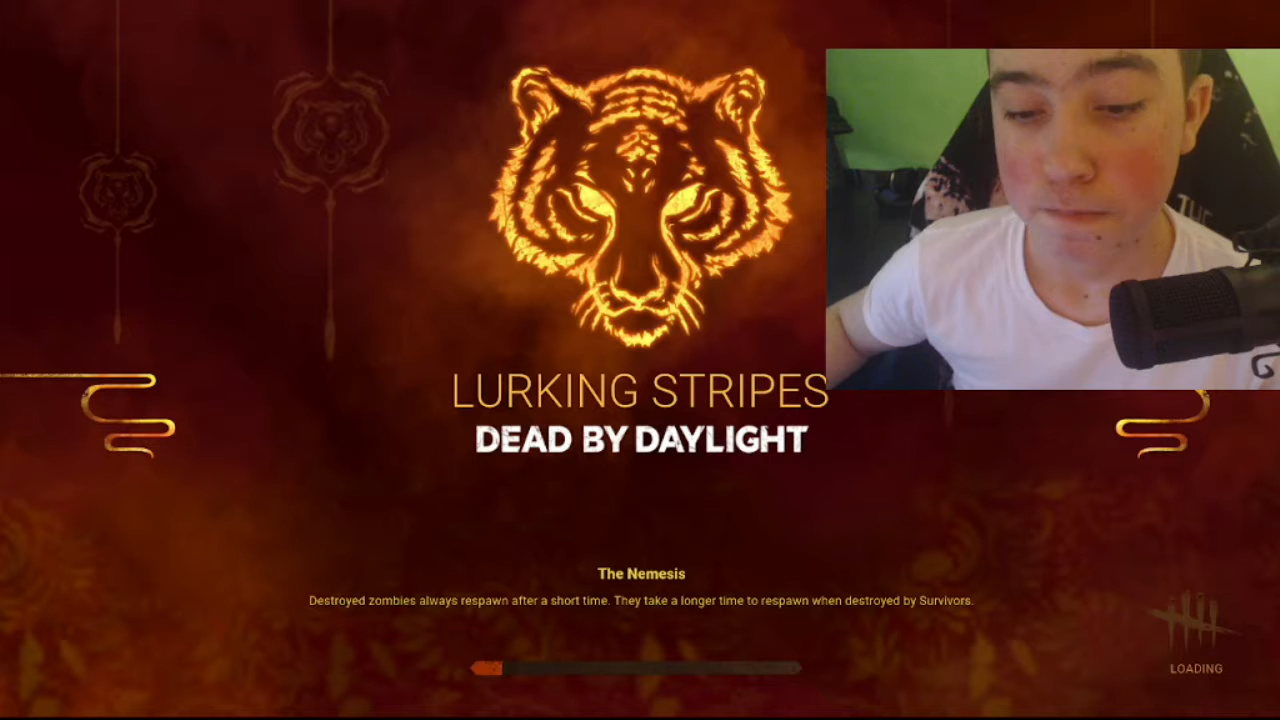 LURKING STRIPES
DEAD BY DAYLIGHT
THE
The Nemesis
Destroyed zombies always respawn after a short time. They take a longer time to respawn when destroyed by Survivors.
LOADING